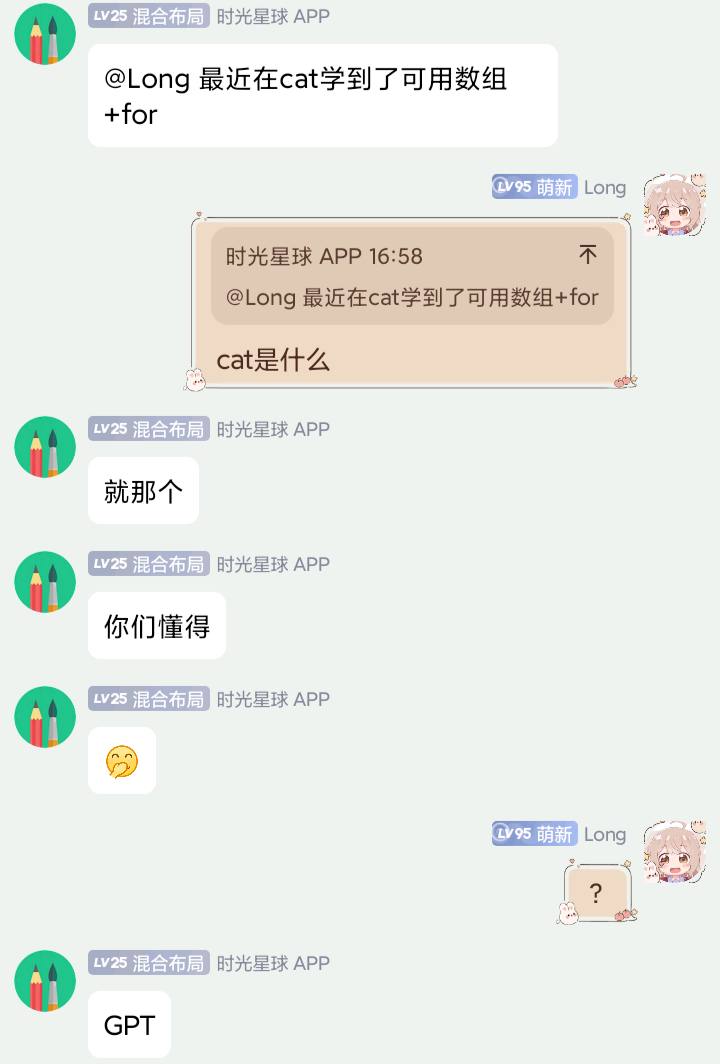 LV25 混合布局 时光星球 APP
@Long 最近在cat学到了可用数组
+for
LV95 萌新 Long
时光星球 APP 16:58
@Long 最近在cat学到了可用数组+for
cat是什么
LV25 混合布局 时光星球 APP
就那个
LV25 混合布局 时光星球 APP
你们懂得
LV25 混合布局 时光星球 APP
LV95 萌新 Long
?
LV25 混合布局 时光星球 APP
GPT